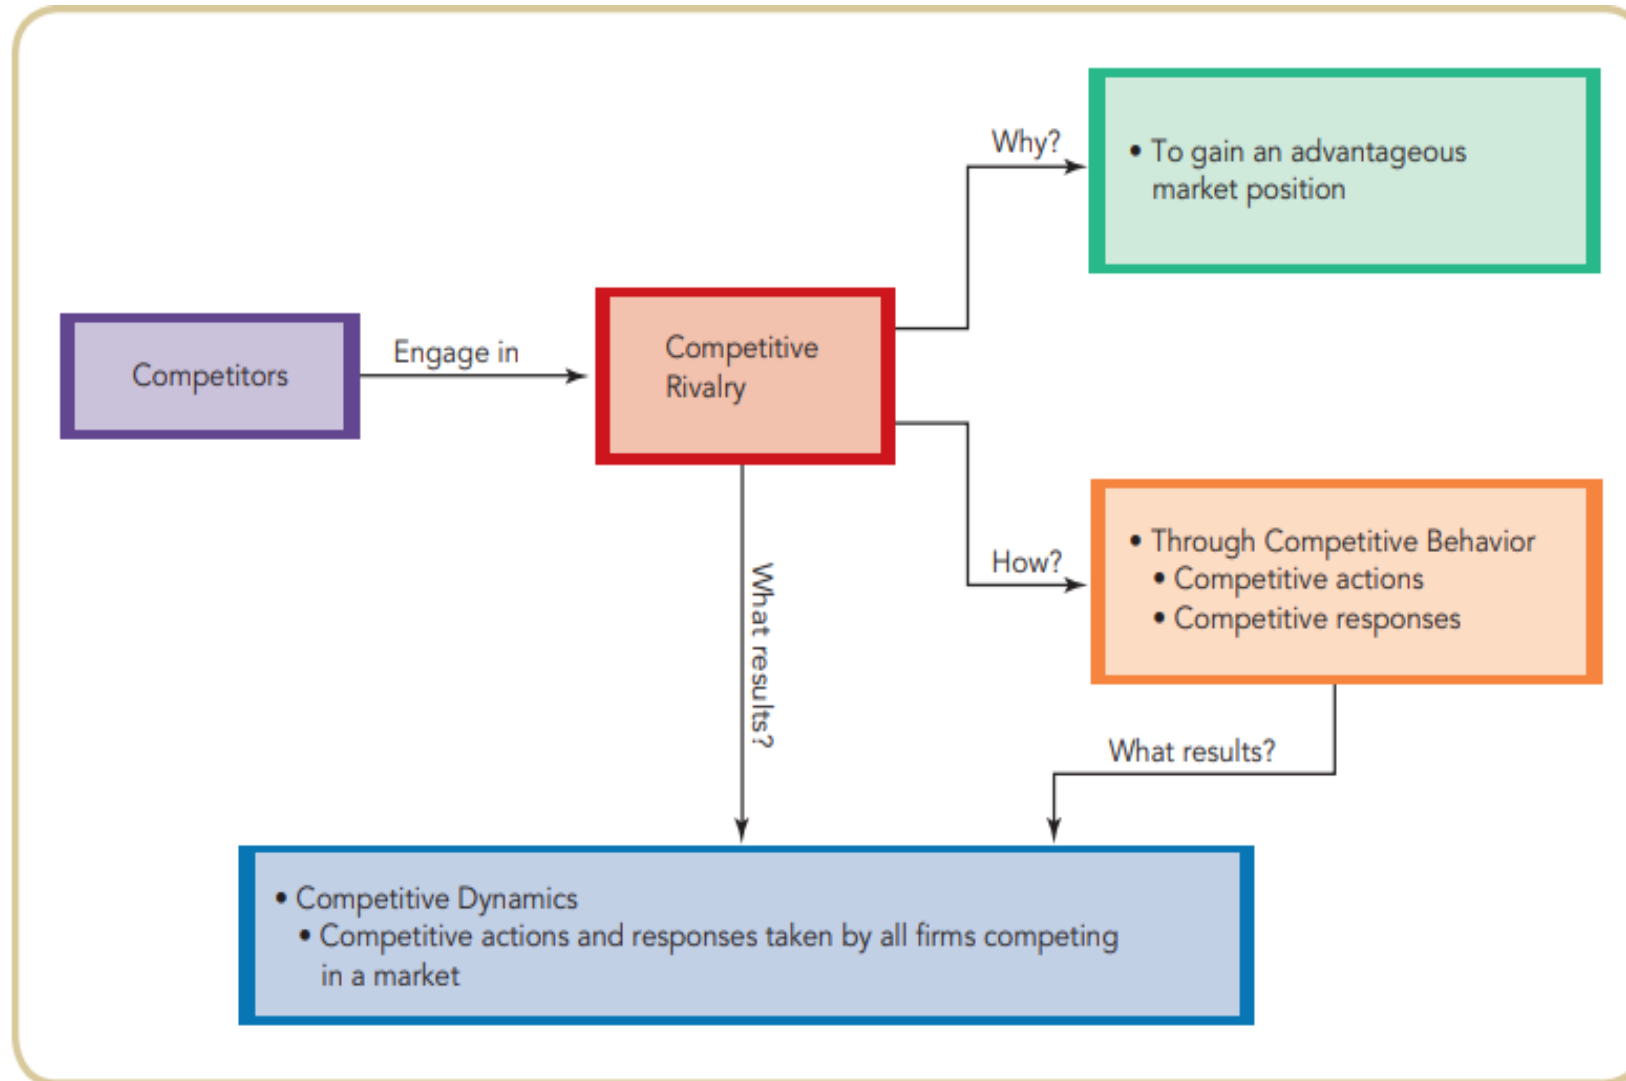 Why?
• To gain an advantageous
market position
Competitors
Engage in
Competitive
Rivalry
How?
• Through Competitive Behavior
• Competitive actions
• Competitive responses
What results?
What results?
• Competitive Dynamics
• Competitive actions and responses taken by all firms competing
in a market